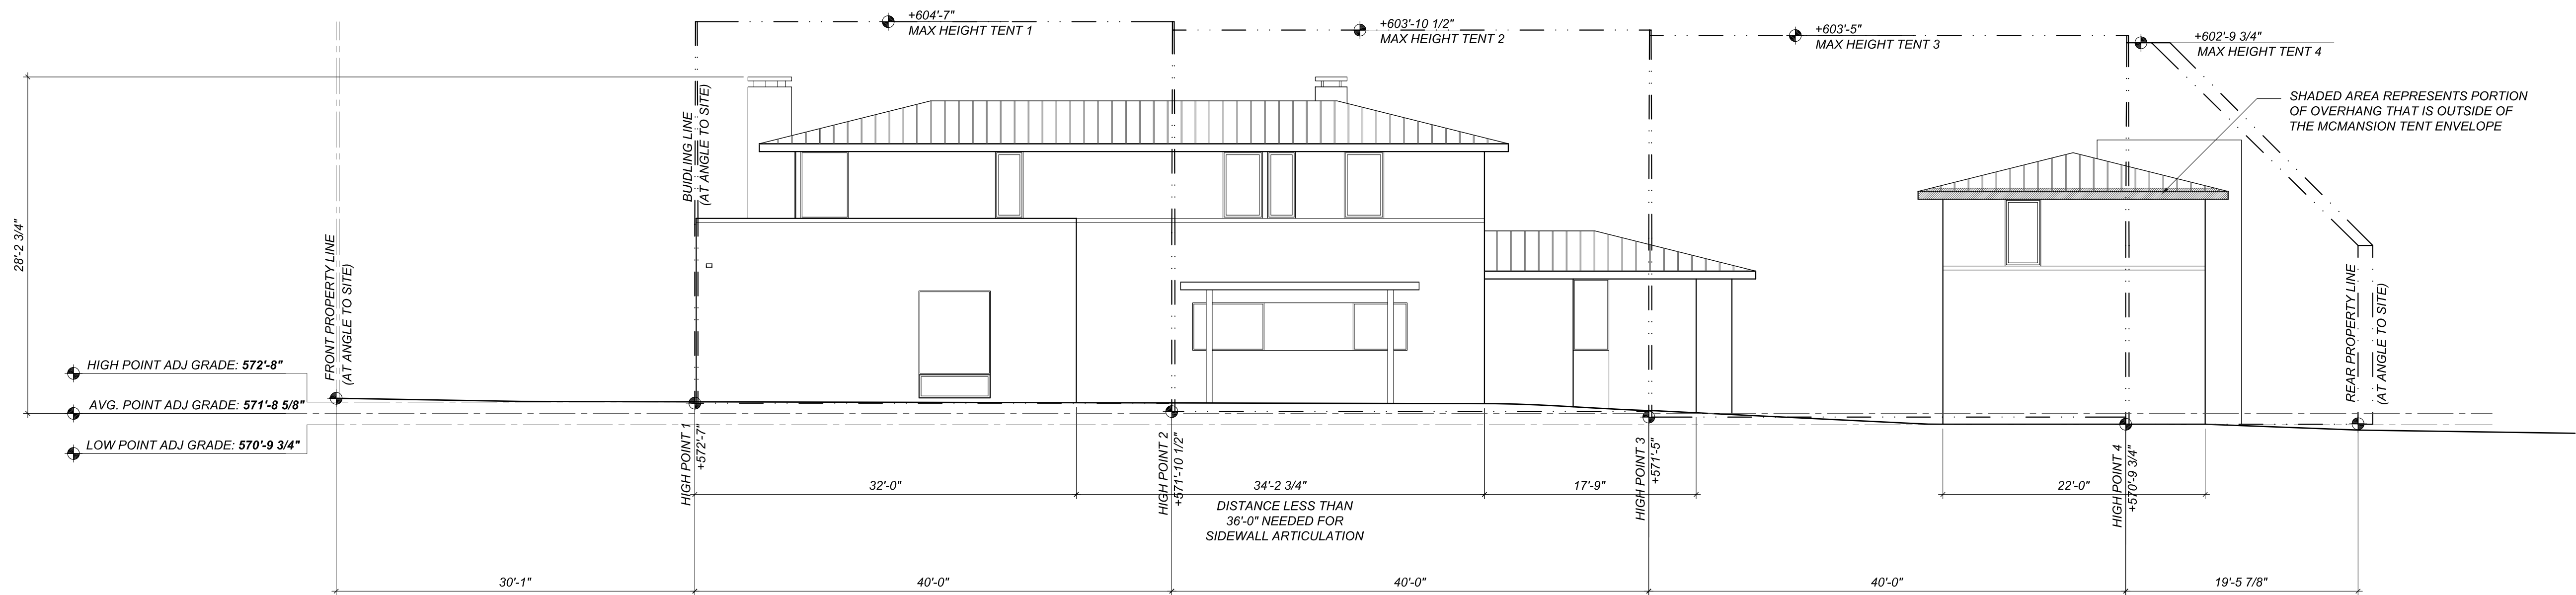 +604'-7"
MAX HEIGHT TENT 1
+603'-10 1/2"
MAX HEIGHT TENT 2
+603'-5"
MAX HEIGHT TENT 3
+602'-9 3/4"
MAX HEIGHT TENT 4
SHADED AREA REPRESENTS PORTION
OF OVERHANG THAT IS OUTSIDE OF
THE MCMANSION TENT ENVELOPE
28'-2 3/4"
FRONT PROPERTY LINE
(AT ANGLE TO SITE)
BUIDLING LINE
(AT ANGLE TO SITE)
REAR PROPERTY LINE
(AT ANGLE TO SITE)
HIGH POINT ADJ GRADE: 572'-8"
AVG. POINT ADJ GRADE: 571'-8 5/8"
LOW POINT ADJ GRADE: 570'-9 3/4"
HIGH POINT 1
+572'-7"
HIGH POINT 2
+571'-10 1/2"
HIGH POINT 3
+571'-5"
HIGH POINT 4
+570'-9 3/4"
32'-0"
34'-2 3/4"
17'-9"
22'-0"
DISTANCE LESS THAN
36'-0" NEEDED FOR
SIDEWALL ARTICULATION
30'-1"
40'-0"
40'-0"
40'-0"
19'-5 7/8"